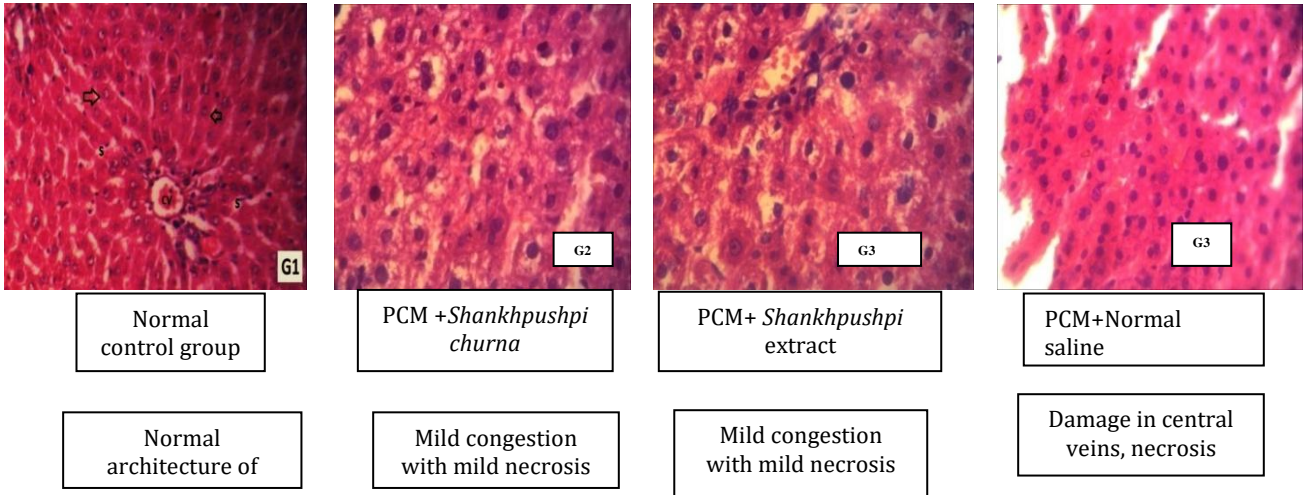 S
CV
S
G1
G2
G3
G3
Normal
control group
PCM +Shankhpushpi
churna
PCM+ Shankhpushpi
extract
PCM+Normal
saline
Normal
architecture of
Mild congestion
with mild necrosis
Mild congestion
with mild necrosis
Damage in central
veins, necrosis